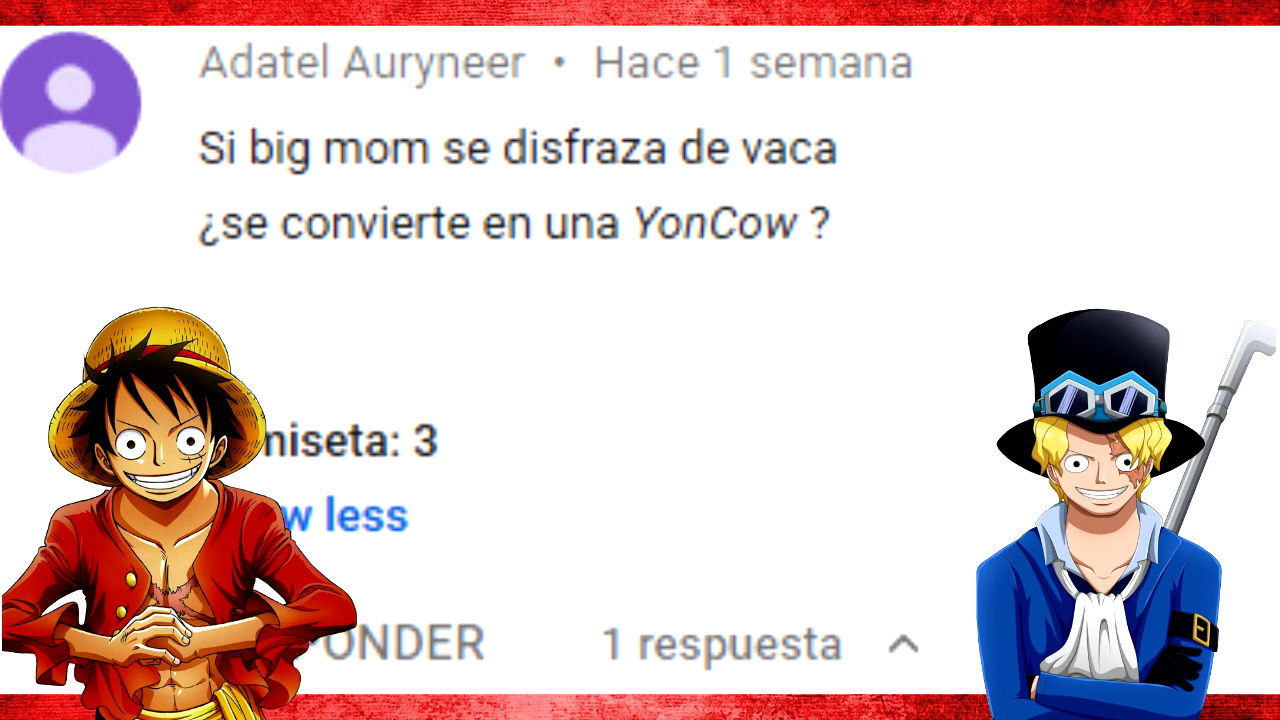 Adatel Auryneer • Hace 1 semana
Si big mom se disfraza de vaca
¿se convierte en una YonCow ?
miseta: 3
w less
PONDER 1 respuesta